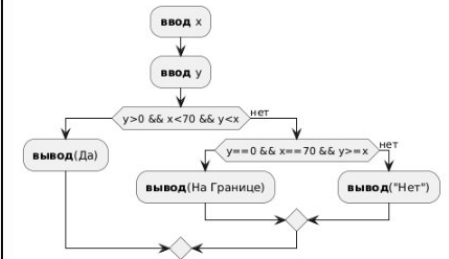 ввод x
ввод y
y>0 && x<70 && y<x
нет
вывод(Да)
y==0 && x==70 && y>=x
нет
вывод(На Границе)
вывод("Нет")